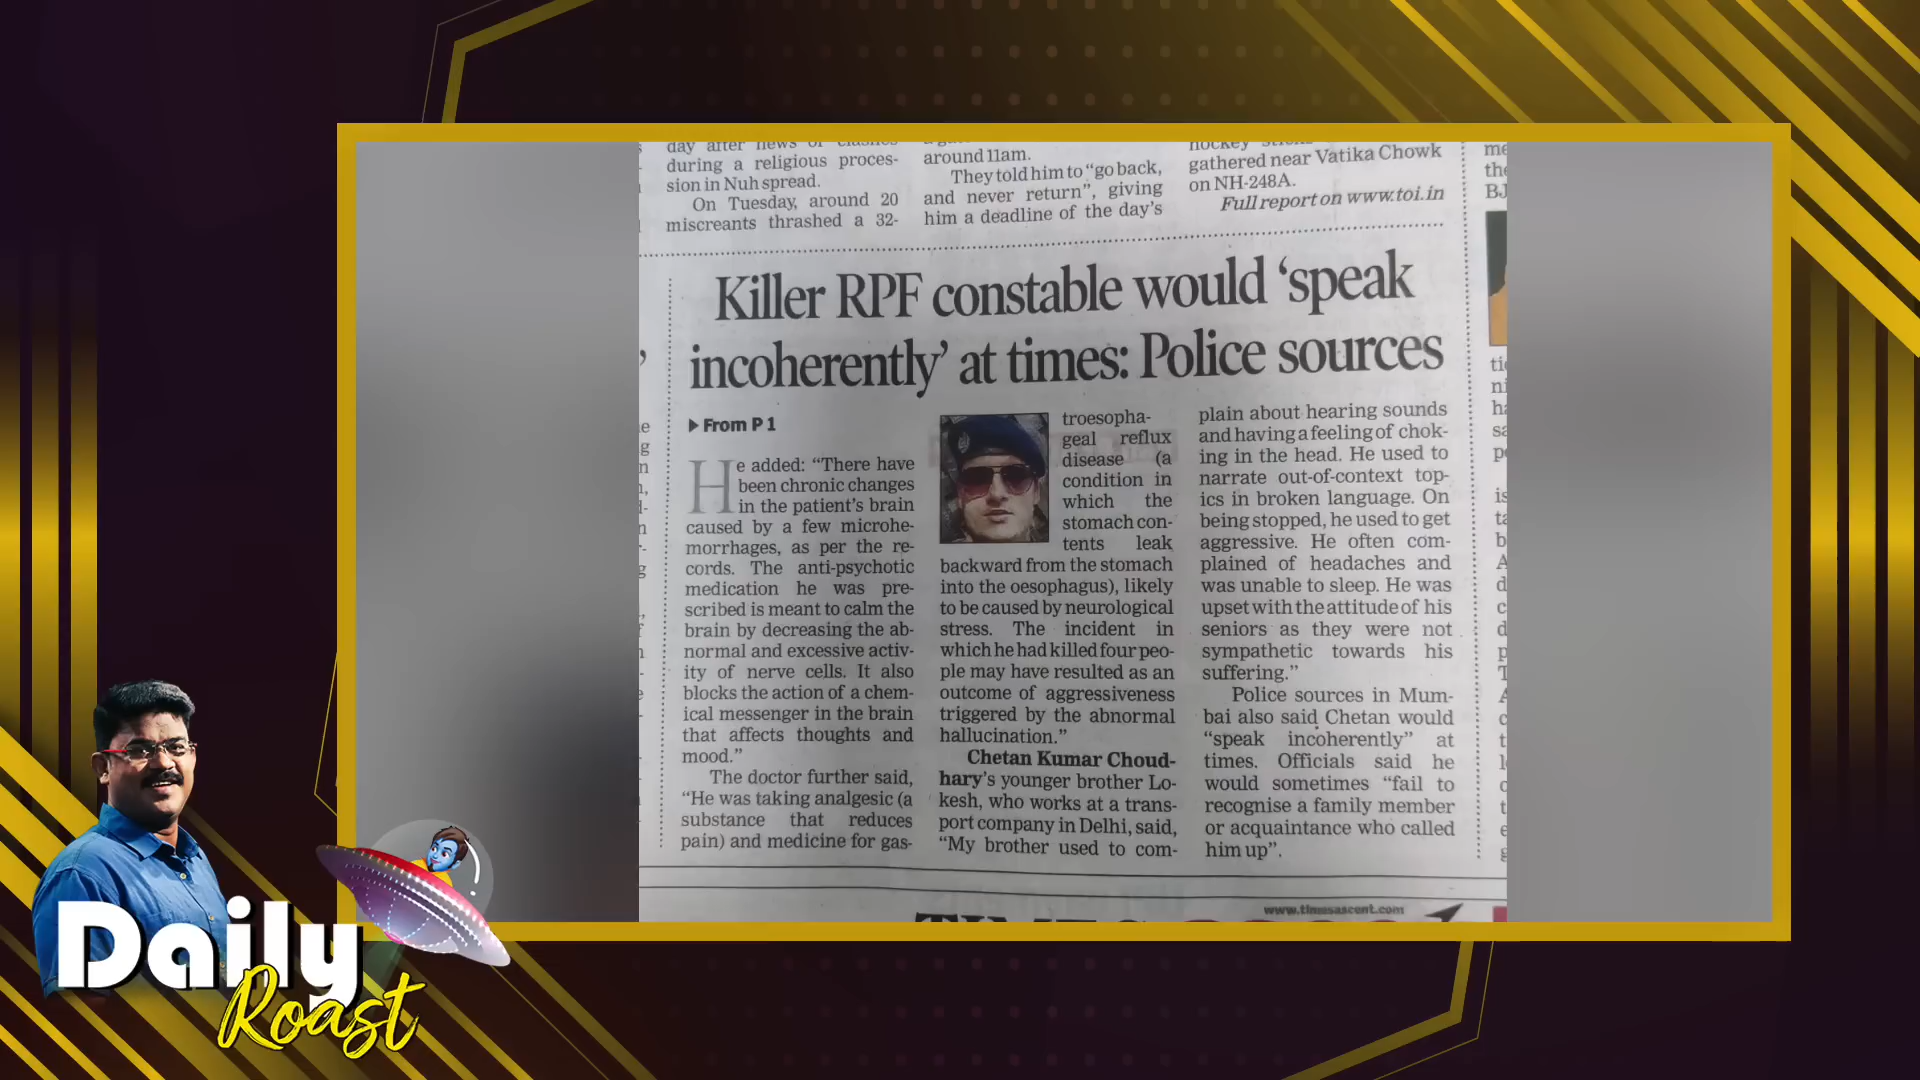 day after news of clashes
during a religious proces-
sion in Nuh spread.
On Tuesday, around 20
miscreants thrashed a 32-
around 11am.
They told him to “go back,
and never return”, giving
him a deadline of the day’s
hockey
gathered near Vatika Chowk
on NH-248A.
Full report on www.toi.in
Killer RPF constable would ‘speak
incoherently’ at times: Police sources
From P 1
He added: “There have
been chronic changes
in the patient’s brain
caused by a few microhe-
morrhages, as per the re-
cords. The anti-psychotic
medication he was pre-
scribed is meant to calm the
brain by decreasing the ab-
normal and excessive activ-
ity of nerve cells. It also
blocks the action of a chem-
ical messenger in the brain
that affects thoughts and
mood.”
The doctor further said,
“He was taking analgesic (a
substance that reduces
pain) and medicine for gas-
troesopha-
geal reflux
disease (a
condition in
which the
stomach con-
tents leak
backward from the stomach
into the oesophagus), likely
to be caused by neurological
stress. The incident in
which he had killed four peo-
ple may have resulted as an
outcome of aggressiveness
triggered by the abnormal
hallucination.”
Chetan Kumar Choud-
hary’s younger brother Lo-
kesh, who works at a trans-
port company in Delhi, said,
“My brother used to com-
plain about hearing sounds
and having a feeling of chok-
ing in the head. He used to
narrate out-of-context top-
ics in broken language. On
being stopped, he used to get
aggressive. He often com-
plained of headaches and
was unable to sleep. He was
upset with the attitude of his
seniors as they were not
sympathetic towards his
suffering.”
Police sources in Mum-
bai also said Chetan would
“speak incoherently” at
times. Officials said he
would sometimes “fail to
recognise a family member
or acquaintance who called
him up”.
www.timesascent.com
Daily
Roast